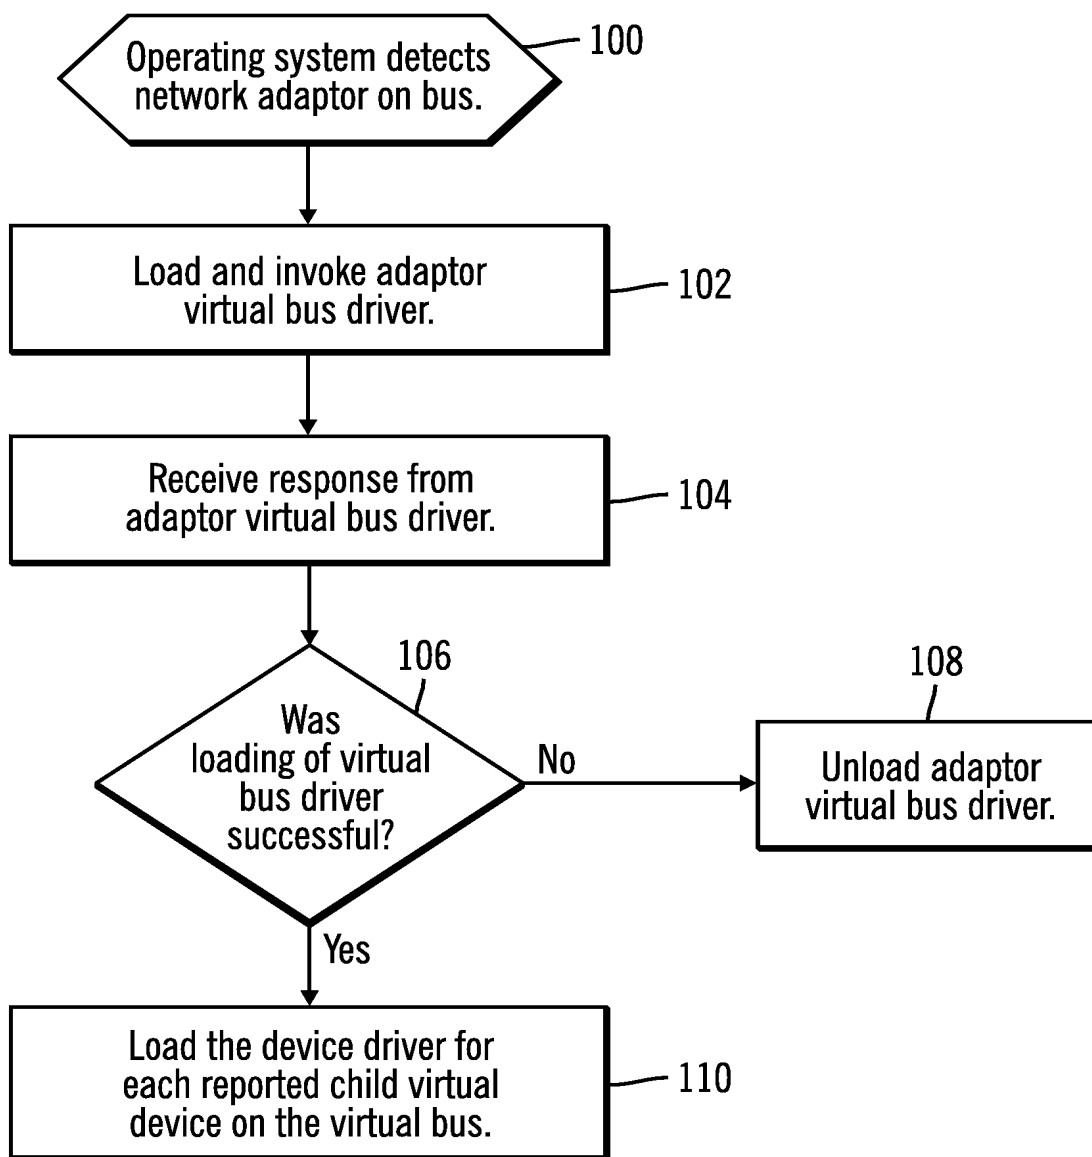 Operating system detects
network adaptor on bus.
100
Load and invoke adaptor
virtual bus driver.
102
Receive response from
adaptor virtual bus driver.
104
106
Was
loading of virtual
bus driver
successful?
No
108
Unload adaptor
virtual bus driver.
Yes
Load the device driver for
each reported child virtual
device on the virtual bus.
110